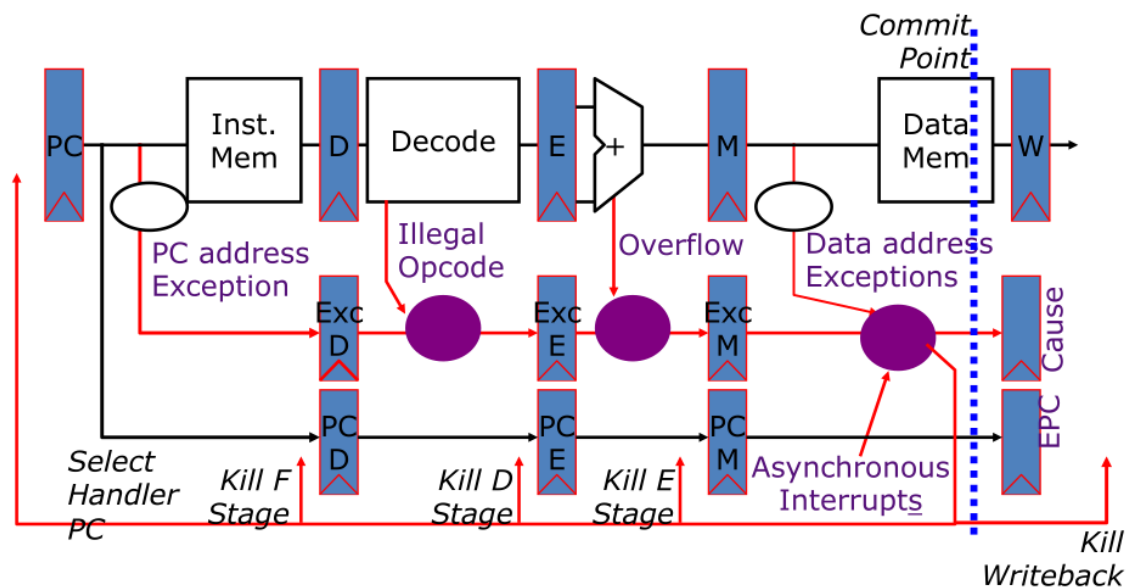 Commit
Point
PC
Inst.
Mem
D
Decode
E
+
M
Data
Mem
W
PC address
Exception
Illegal
Opcode
Overflow
Data address
Exceptions
Exc
D
Exc
E
Exc
M
Cause
PC
D
PC
E
PC
M
EPC
Select
Handler
PC
Kill F
Stage
Kill D
Stage
Kill E
Stage
Asynchronous
Interrupts
Kill
Writeback